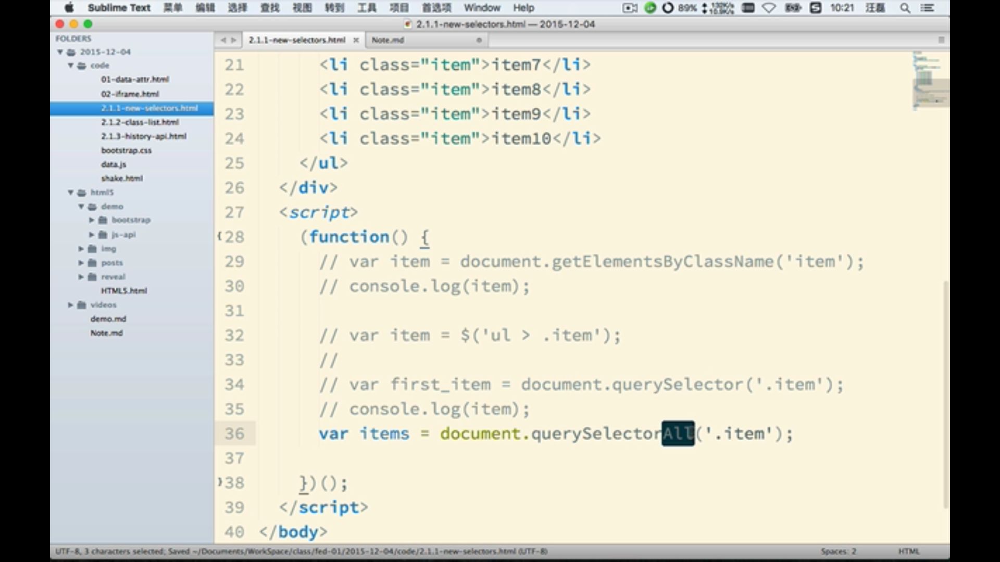 Sublime Text 菜单 编辑 选择 查找 视图 转到 工具 项目 首选项 Window Help 89% 10:21 汪磊
2.1.1-new-selectors.html — 2015-12-04
FOLDERS
2015-12-04
code
01-data-attr.html
02-iframe.html
2.1.1-new-selectors.html
2.1.2-class-list.html
2.1.3-history-api.html
bootstrap.css
data.js
shake.html
html5
demo
bootstrap
js-api
img
posts
reveal
HTML5.html
videos
demo.md
Note.md
2.1.1-new-selectors.html Note.md
21 <li class="item">item7</li>
22 <li class="item">item8</li>
23 <li class="item">item9</li>
24 <li class="item">item10</li>
25 </ul>
26 </div>
27 <script>
28 (function() {
29 // var item = document.getElementsByClassName('item');
30 // console.log(item);
31
32 // var item = $('ul > .item');
33 //
34 // var first_item = document.querySelector('.item');
35 // console.log(item);
36 var items = document.querySelectorAll('.item');
37
38 })();
39 </script>
40 </body>
UTF-8, 3 characters selected; Saved ~/Documents/WorkSpace/class/fed-01/2015-12-04/code/2.1.1-new-selectors.html (UTF-8) Spaces: 2 HTML